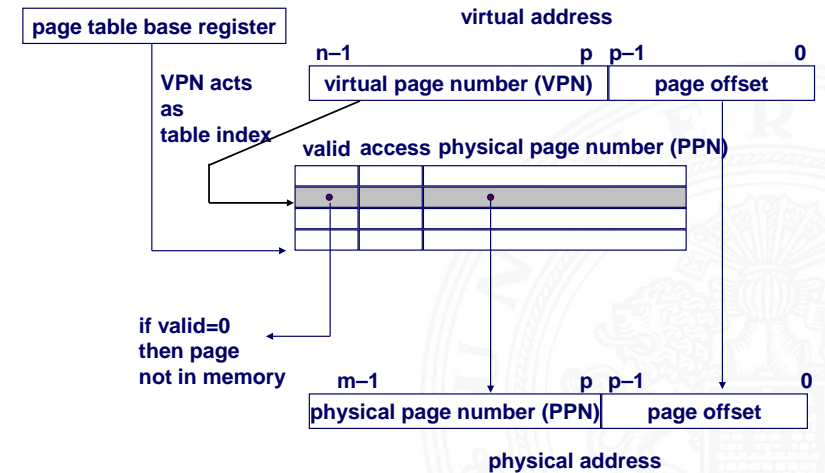 virtual address
page table base register
n–1 p p–1 0
virtual page number (VPN) page offset
VPN acts
as
table index
valid access physical page number (PPN)
if valid=0
then page
not in memory
m–1 p p–1 0
physical page number (PPN) page offset
physical address